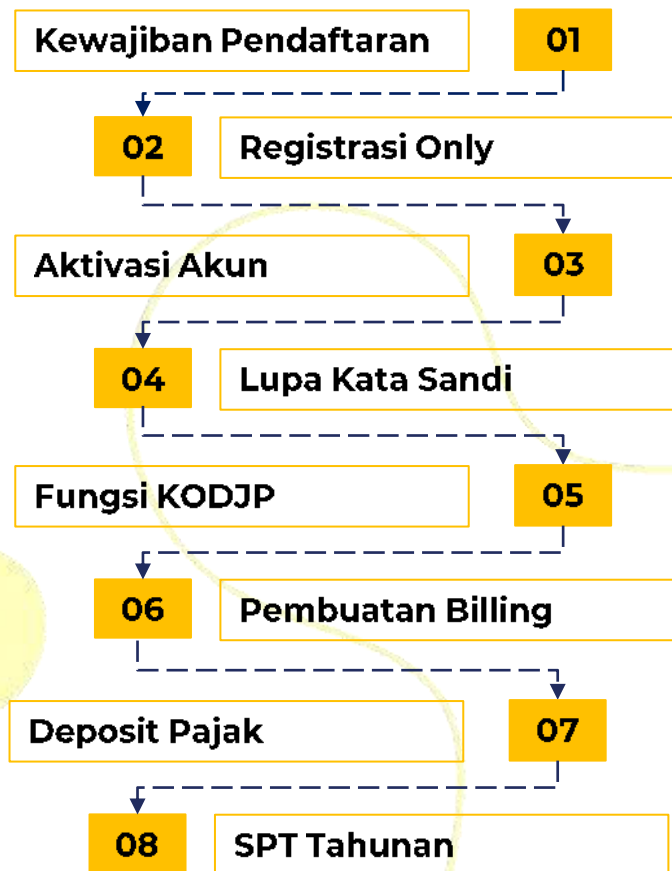 Kewajiban Pendaftaran 01
02 Registrasi Only
Aktivasi Akun 03
04 Lupa Kata Sandi
Fungsi KODJP 05
06 Pembuatan Billing
Deposit Pajak 07
08 SPT Tahunan